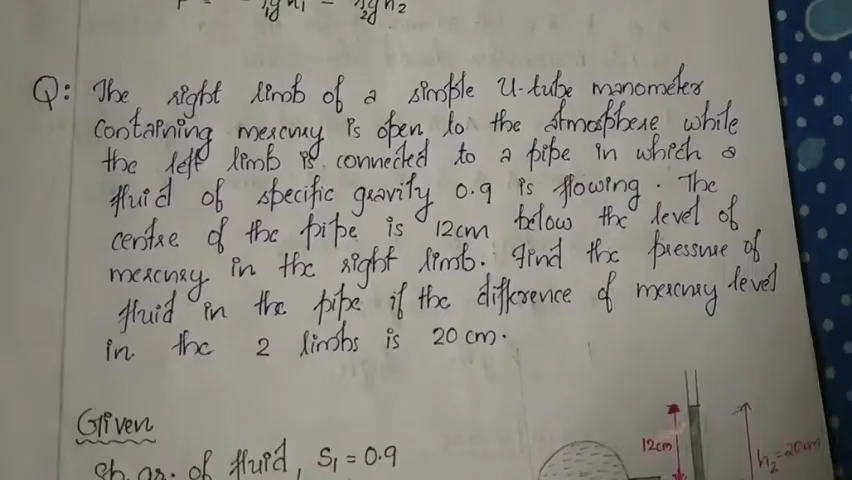 Q: The right limb of a simple U-tube manometer
containing mercury is open to the atmosphere while
the left limb is connected to a pipe in which a
fluid of specific gravity 0.9 is flowing. The
centre of the pipe is 12cm below the level of
mercury in the right limb. Find the pressure of
fluid in the pipe if the difference of mercury level
in the 2 limbs is 20 cm.
Given
Sp. gr. of fluid, S₁ = 0.9
12cm
h₂=20cm